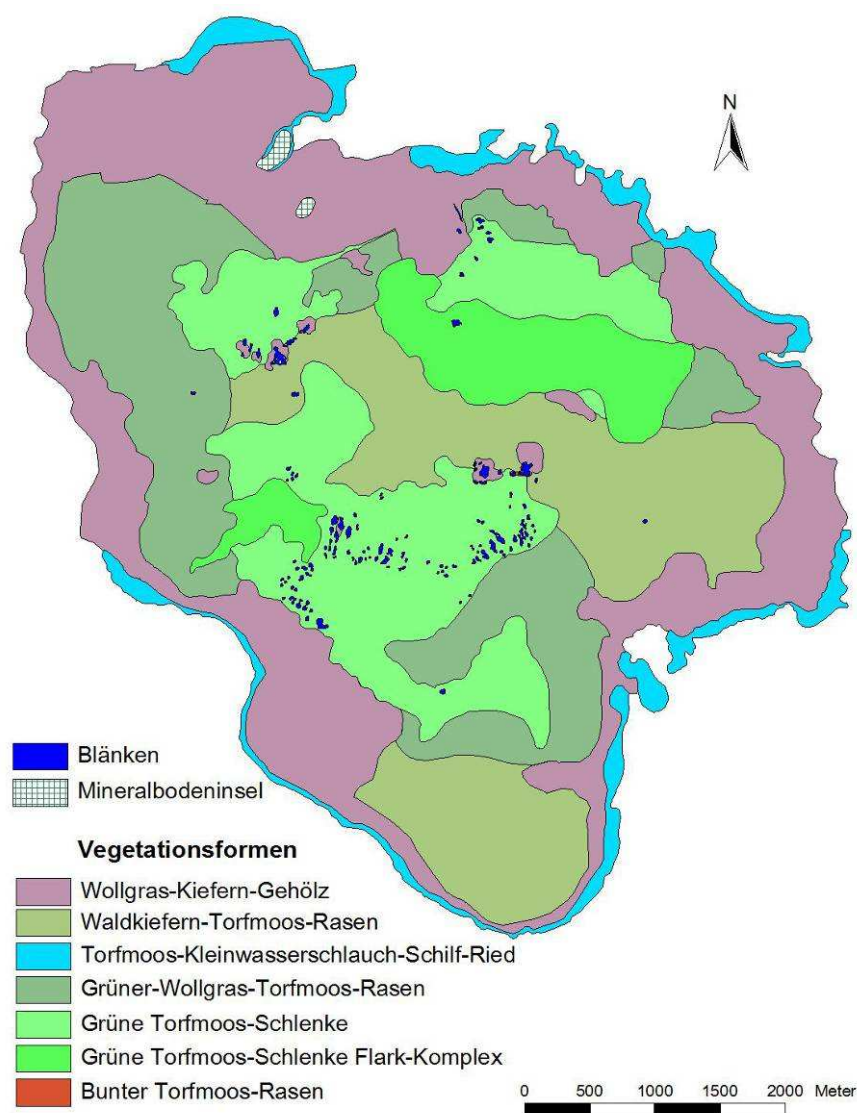 N
Blänken
Mineralbodeninsel
Vegetationsformen
Wollgras-Kiefern-Gehölz
Waldkiefern-Torfmoos-Rasen
Torfmoos-Kleinwasserschlauch-Schilf-Ried
Grüner-Wollgras-Torfmoos-Rasen
Grüne Torfmoos-Schlenke
Grüne Torfmoos-Schlenke Flark-Komplex
Bunter Torfmoos-Rasen
0 500 1000 1500 2000 Meter